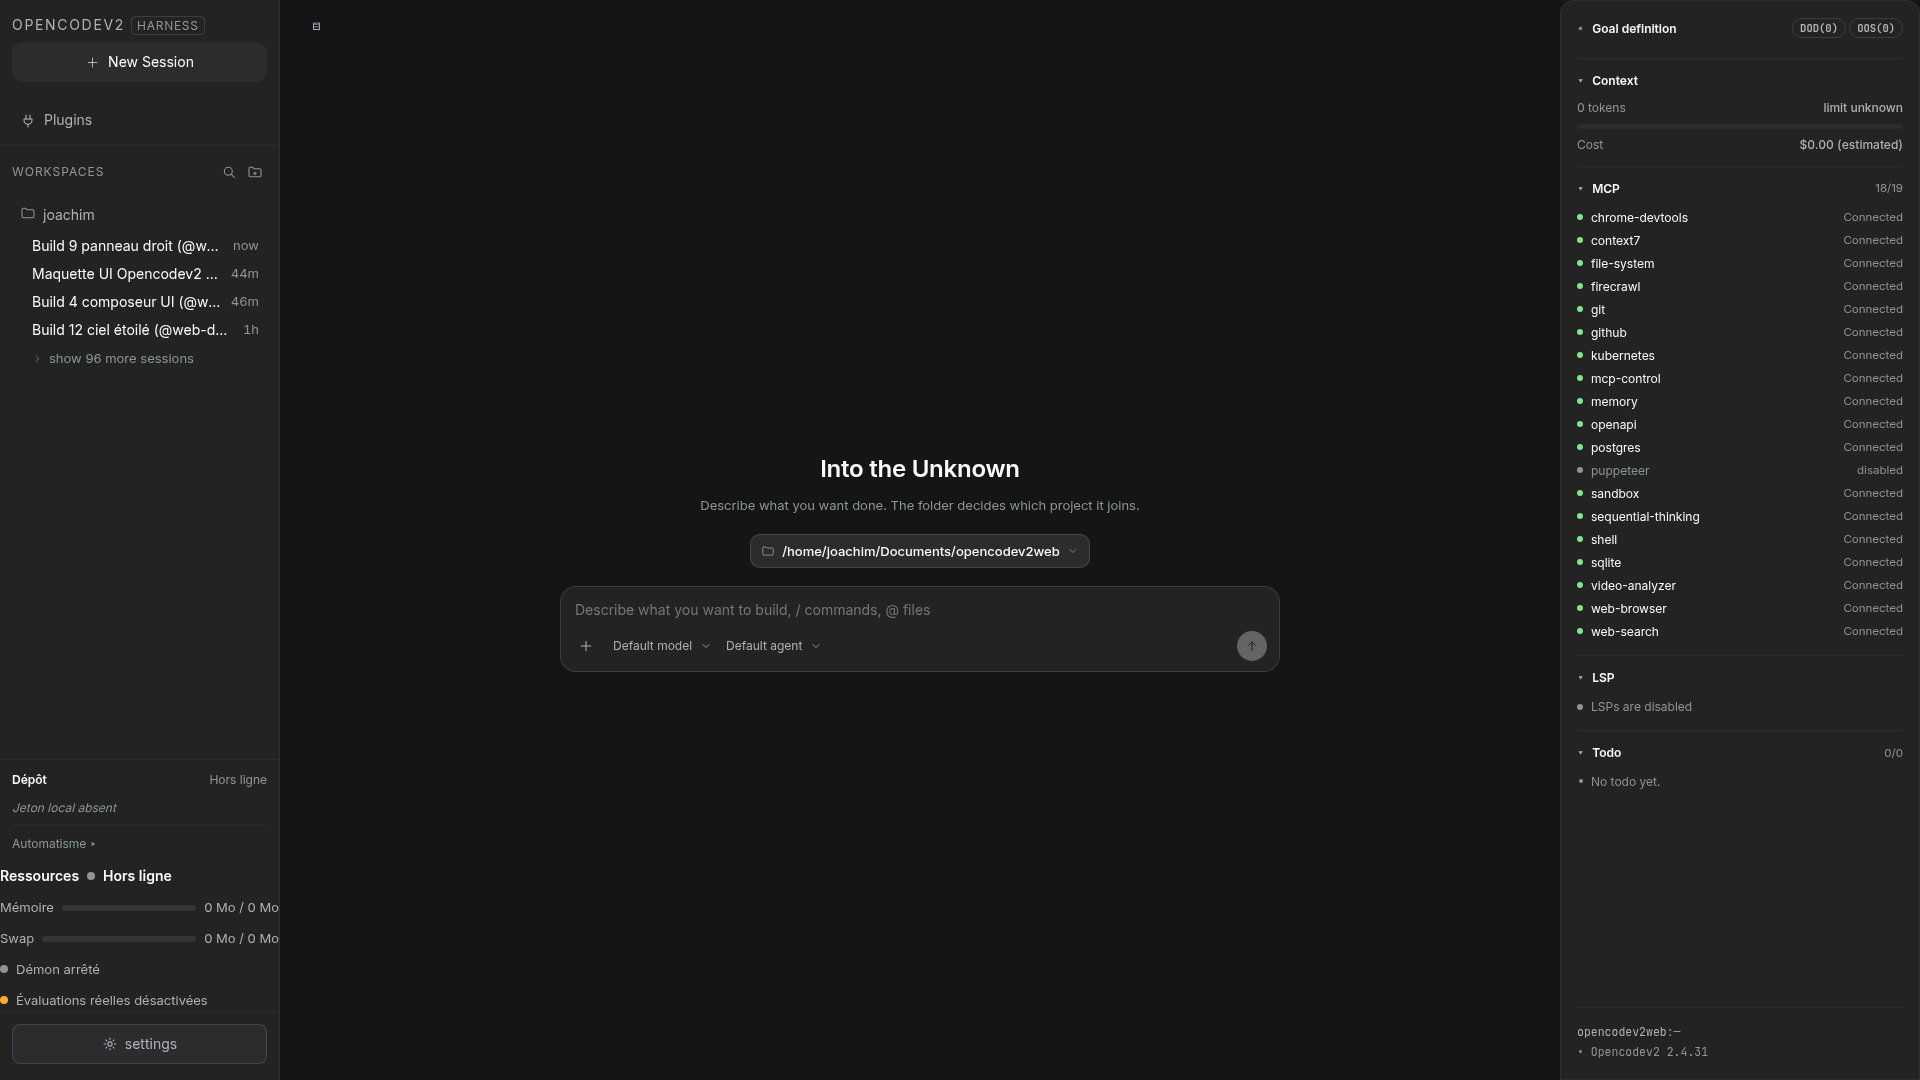 OPENCODEV2 HARNESS
New Session
Plugins
WORKSPACES
joachim
Build 9 panneau droit (@w... now
Maquette UI Opencodev2 ... 44m
Build 4 composeur UI (@w... 46m
Build 12 ciel étoilé (@web-d... 1h
show 96 more sessions
Dépôt Hors ligne
Jeton local absent
Automatisme
Ressources Hors ligne
Mémoire 0 Mo / 0 Mo
Swap 0 Mo / 0 Mo
Démon arrêté
Évaluations réelles désactivées
settings
Into the Unknown
Describe what you want done. The folder decides which project it joins.
/home/joachim/Documents/opencodev2web
Describe what you want to build, / commands, @ files
Default model Default agent
Goal definition DOD(0) OOS(0)
Context
0 tokens limit unknown
Cost $0.00 (estimated)
MCP 18/19
chrome-devtools Connected
context7 Connected
file-system Connected
firecrawl Connected
git Connected
github Connected
kubernetes Connected
mcp-control Connected
memory Connected
openapi Connected
postgres Connected
puppeteer disabled
sandbox Connected
sequential-thinking Connected
shell Connected
sqlite Connected
video-analyzer Connected
web-browser Connected
web-search Connected
LSP
LSPs are disabled
Todo 0/0
• No todo yet.
opencodev2web:—
• Opencodev2 2.4.31